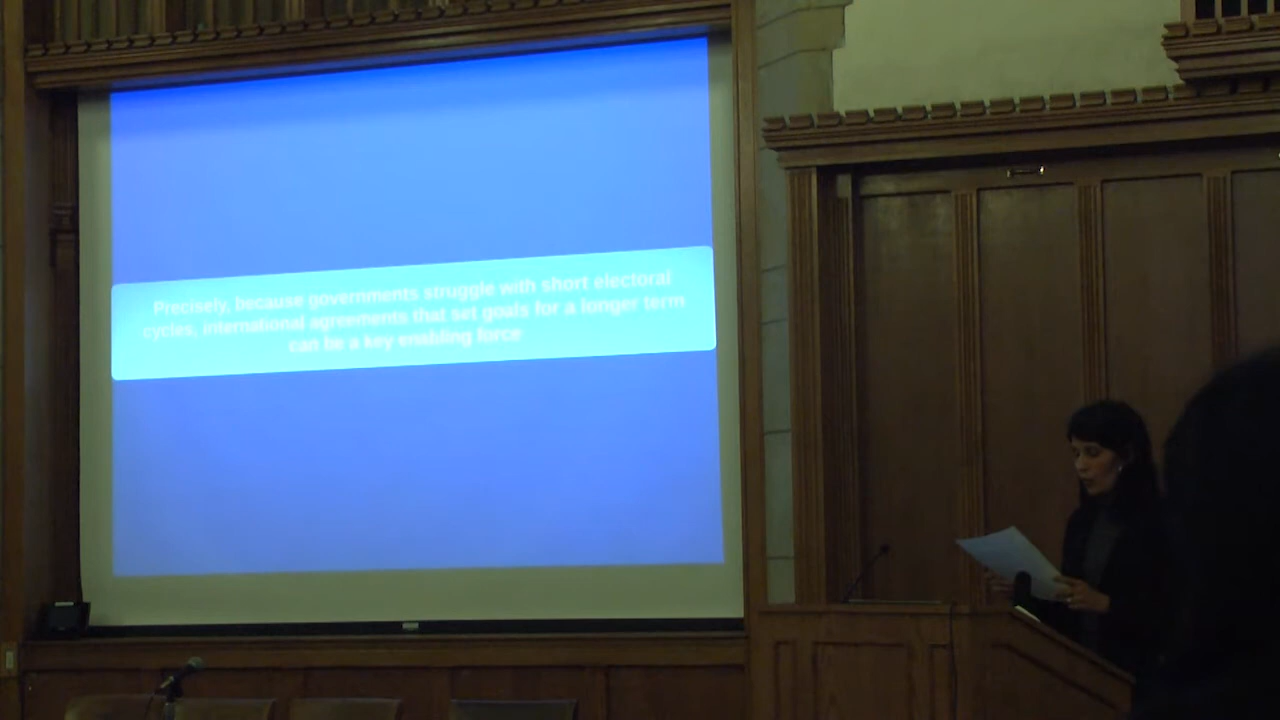 Precisely, because governments struggle with short electoral
cycles, international agreements that set goals for a longer term
can be a key enabling force